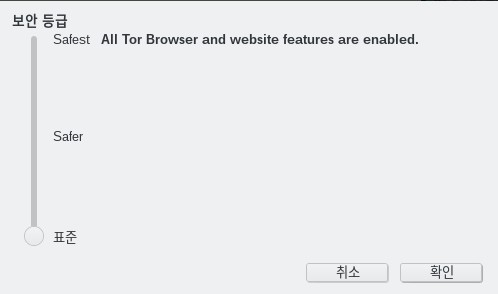 보안 등급
Safest All Tor Browser and website features are enabled.
Safer
표준
취소 확인